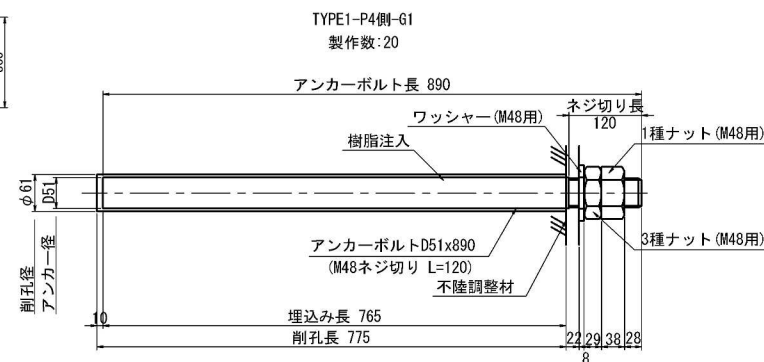 TYPE1-P4側-G1
製作数:20
アンカーボルト長 890
ネジ切り長
120
ワッシャー(M48用)
1種ナット(M48用)
樹脂注入
φ61
D51
アンカーボルトD51x890
(M48ネジ切り L=120)
3種ナット(M48用)
不陸調整材
削孔径
アンカー径
10
埋込み長 765
削孔長 775
22
8
29
38
28